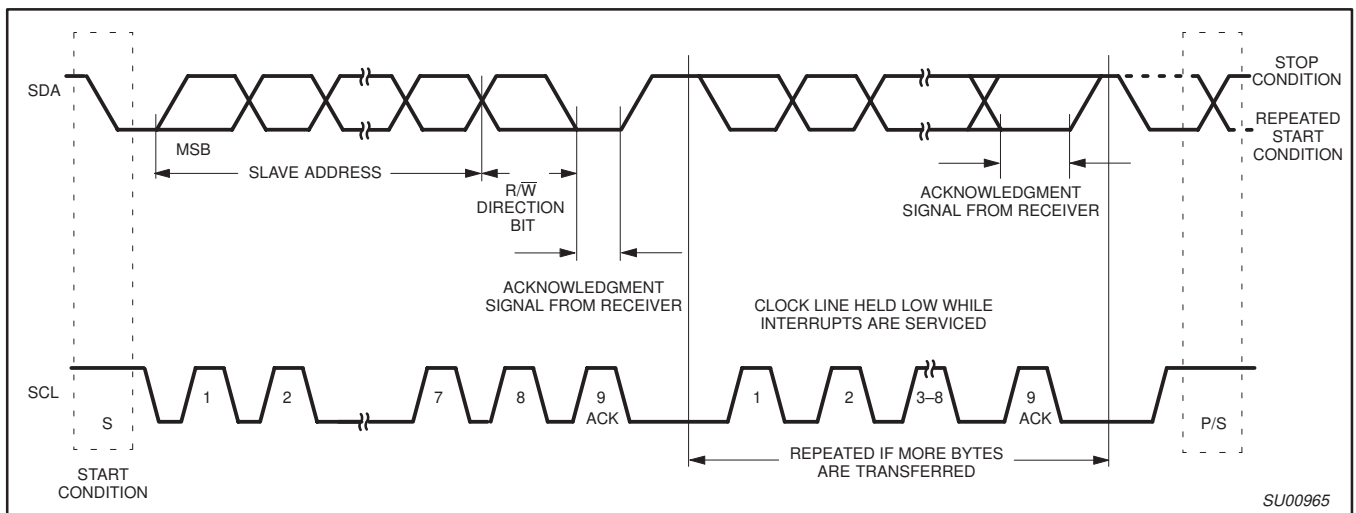 SDA
STOP
CONDITION
REPEATED
START
CONDITION
MSB
SLAVE ADDRESS
R/W̅
DIRECTION
BIT
ACKNOWLEDGMENT
SIGNAL FROM RECEIVER
ACKNOWLEDGMENT
SIGNAL FROM RECEIVER
CLOCK LINE HELD LOW WHILE
INTERRUPTS ARE SERVICED
SCL
S
1
2
7
8
9
ACK
1
2
3–8
9
ACK
P/S
START
CONDITION
REPEATED IF MORE BYTES
ARE TRANSFERRED
SU00965